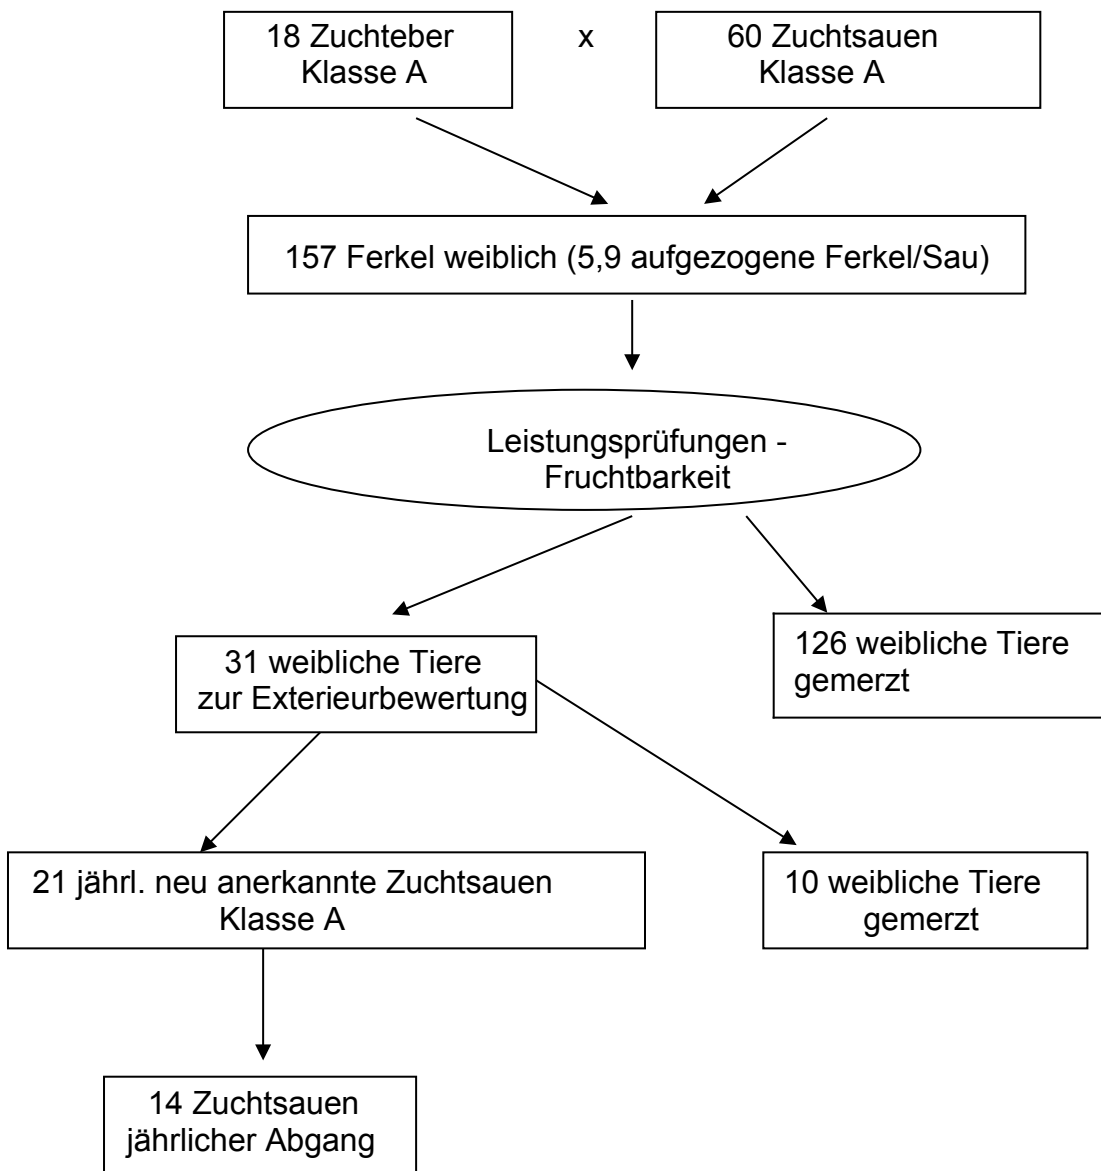 18 Zuchteber
Klasse A
x
60 Zuchtsauen
Klasse A
157 Ferkel weiblich (5,9 aufgezogene Ferkel/Sau)
Leistungsprüfungen -
Fruchtbarkeit
31 weibliche Tiere
zur Exterieurbewertung
126 weibliche Tiere
gemerzt
21 jährl. neu anerkannte Zuchtsauen
Klasse A
10 weibliche Tiere
gemerzt
14 Zuchtsauen
jährlicher Abgang